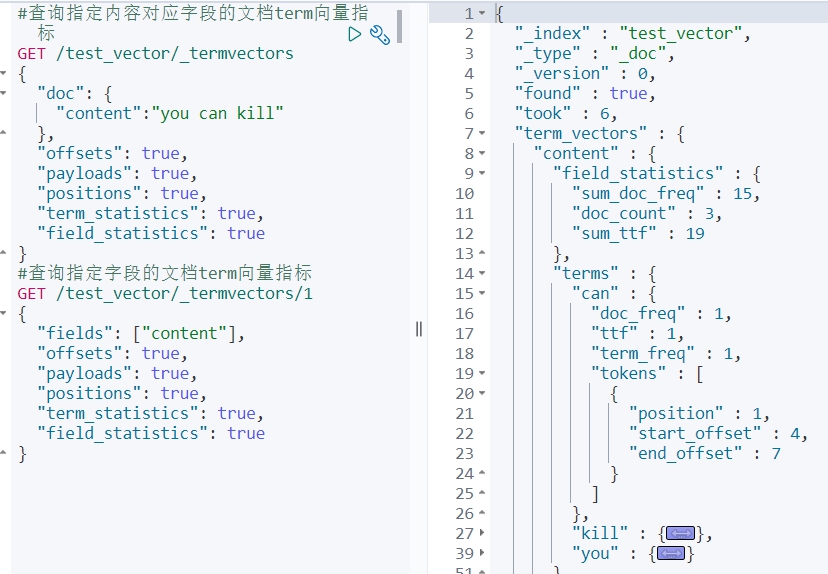 #查询指定内容对应字段的文档term向量指
标
GET /test_vector/_termvectors
{
"doc": {
"content":"you can kill"
},
"offsets": true,
"payloads": true,
"positions": true,
"term_statistics": true,
"field_statistics": true
}
#查询指定字段的文档term向量指标
GET /test_vector/_termvectors/1
{
"fields": ["content"],
"offsets": true,
"payloads": true,
"positions": true,
"term_statistics": true,
"field_statistics": true
}
1 {
2 "_index" : "test_vector",
3 "_type" : "_doc",
4 "_version" : 0,
5 "found" : true,
6 "took" : 6,
7 "term_vectors" : {
8 "content" : {
9 "field_statistics" : {
10 "sum_doc_freq" : 15,
11 "doc_count" : 3,
12 "sum_ttf" : 19
13 },
14 "terms" : {
15 "can" : {
16 "doc_freq" : 1,
17 "ttf" : 1,
18 "term_freq" : 1,
19 "tokens" : [
20 {
21 "position" : 1,
22 "start_offset" : 4,
23 "end_offset" : 7
24 }
25 ]
26 },
27 "kill" : {},
39 "you" : {}
51 }